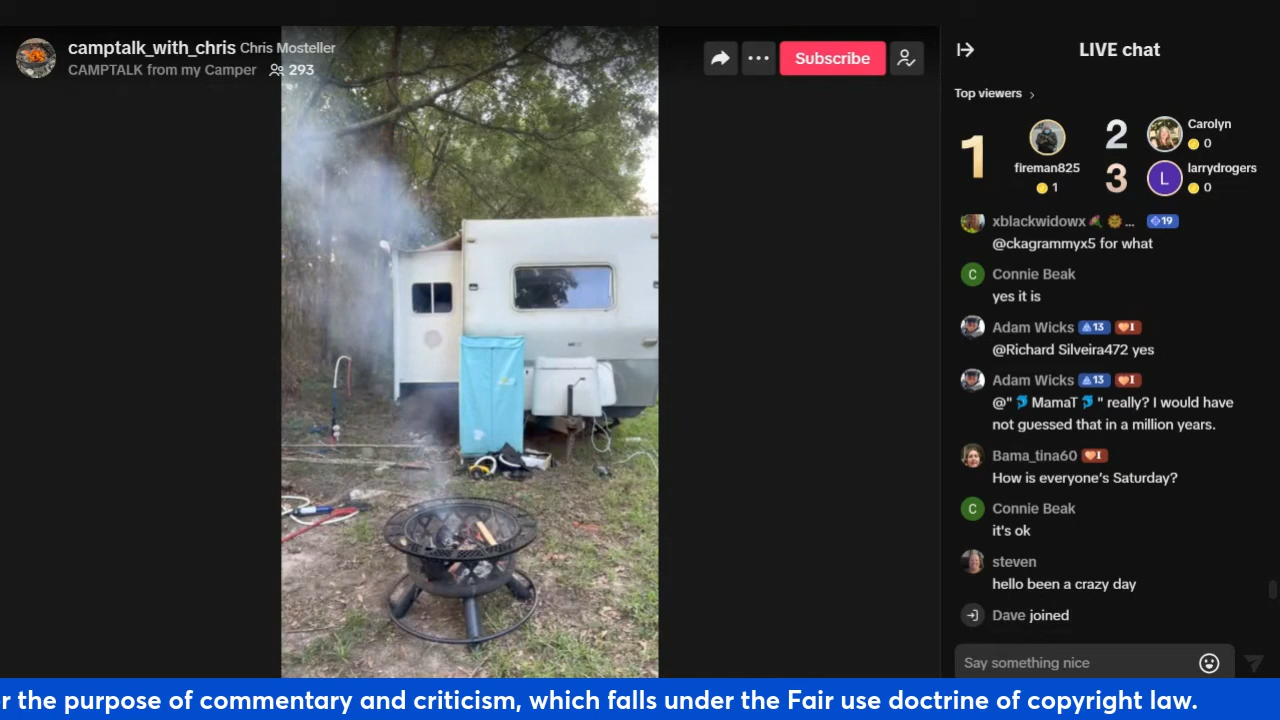 camptalk_with_chris Chris Mosteller
CAMPTALK from my Camper 293
Subscribe
LIVE chat
Top viewers
1
fireman825
1
2
Carolyn
0
3
L
larrydrogers
0
xblackwidowx ... 19
@ckagrammyx5 for what
C
Connie Beak
yes it is
Adam Wicks 13 I
@Richard Silveira472 yes
Adam Wicks 13 I
@" MamaT " really? I would have
not guessed that in a million years.
Bama_tina60 I
How is everyone's Saturday?
C
Connie Beak
it's ok
steven
hello been a crazy day
Dave joined
Say something nice
r the purpose of commentary and criticism, which falls under the Fair use doctrine of copyright law.